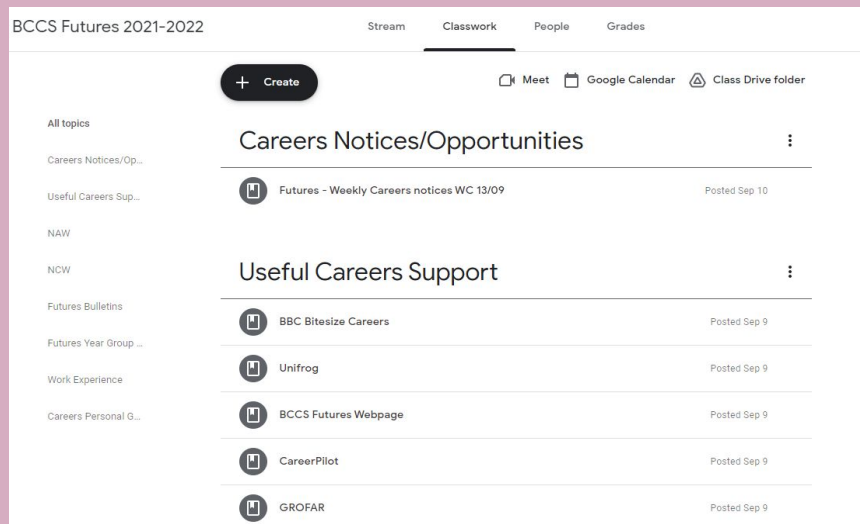 BCCS Futures 2021-2022
Stream Classwork People Grades
+ Create
Meet Google Calendar Class Drive folder
All topics
Careers Notices/Op...
Useful Careers Sup...
NAW
NCW
Futures Bulletins
Futures Year Group ...
Work Experience
Careers Personal G...
Careers Notices/Opportunities
Futures - Weekly Careers notices WC 13/09 Posted Sep 10
Useful Careers Support
BBC Bitesize Careers Posted Sep 9
Unifrog Posted Sep 9
BCCS Futures Webpage Posted Sep 9
CareerPilot Posted Sep 9
GROFAR Posted Sep 9